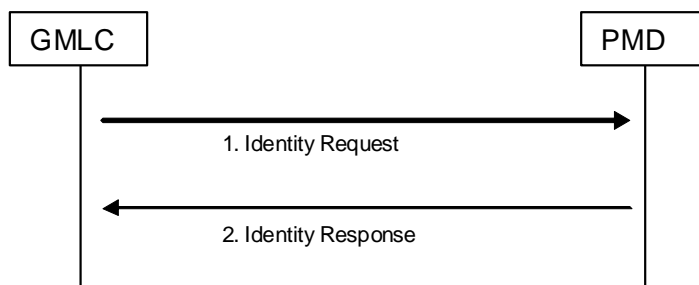 GMLC
PMD
1. Identity Request
2. Identity Response